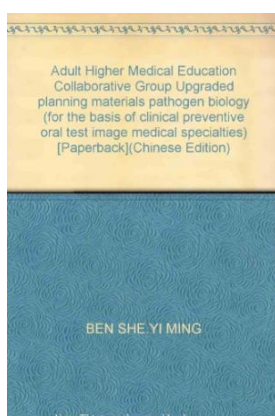 Adult Higher Medical Education
Collaborative Group Upgraded
planning materials pathogen biology
(for the basis of clinical preventive
oral test image medical specialties)
[Paperback](Chinese Edition)
BEN SHE.YI MING